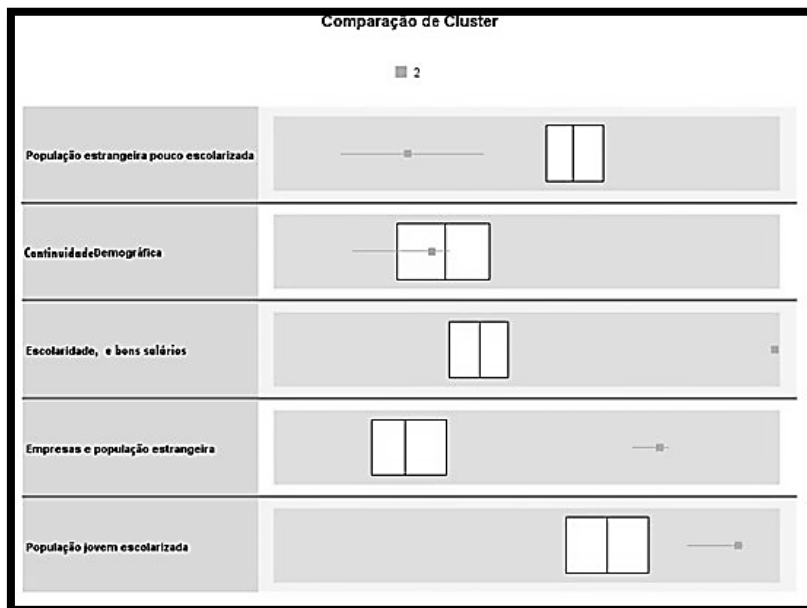 Comparação de Cluster
2
População estrangeira pouco escolarizada
ContinuidadeDemográfica
Escolaridade, e bons salários
Empresas e população estrangeira
População jovem escolarizada